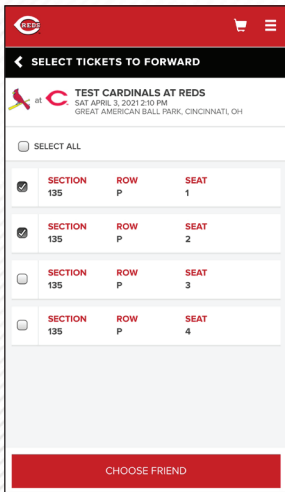 REDS
SELECT TICKETS TO FORWARD
at C TEST CARDINALS AT REDS
SAT APRIL 3, 2021 2:10 PM
GREAT AMERICAN BALL PARK, CINCINNATI, OH
SELECT ALL
SECTION ROW SEAT
135 P 1
SECTION ROW SEAT
135 P 2
SECTION ROW SEAT
135 P 3
SECTION ROW SEAT
135 P 4
CHOOSE FRIEND